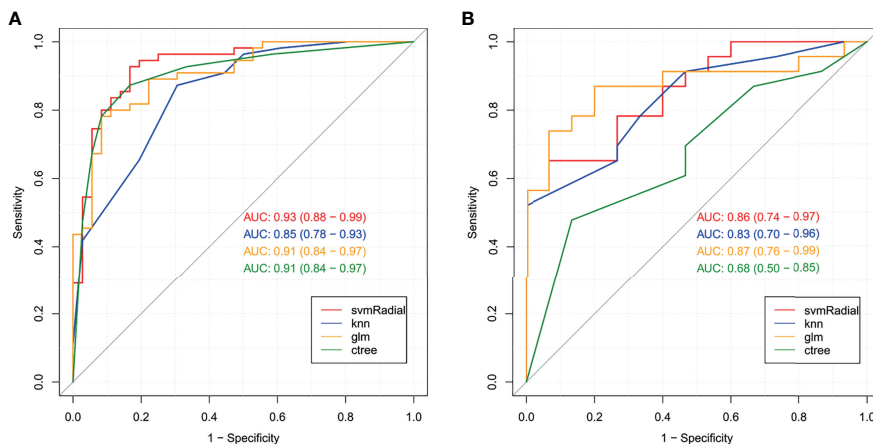 A
1.0
0.8
0.6
0.4
0.2
0.0
Sensitivity
AUC: 0.93 (0.88 − 0.99)
AUC: 0.85 (0.78 − 0.93)
AUC: 0.91 (0.84 − 0.97)
AUC: 0.91 (0.84 − 0.97)
svmRadial
knn
glm
ctree
0.0 0.2 0.4 0.6 0.8 1.0
1 − Specificity
B
1.0
0.8
0.6
0.4
0.2
0.0
Sensitivity
AUC: 0.86 (0.74 − 0.97)
AUC: 0.83 (0.70 − 0.96)
AUC: 0.87 (0.76 − 0.99)
AUC: 0.68 (0.50 − 0.85)
svmRadial
knn
glm
ctree
0.0 0.2 0.4 0.6 0.8 1.0
1 − Specificity